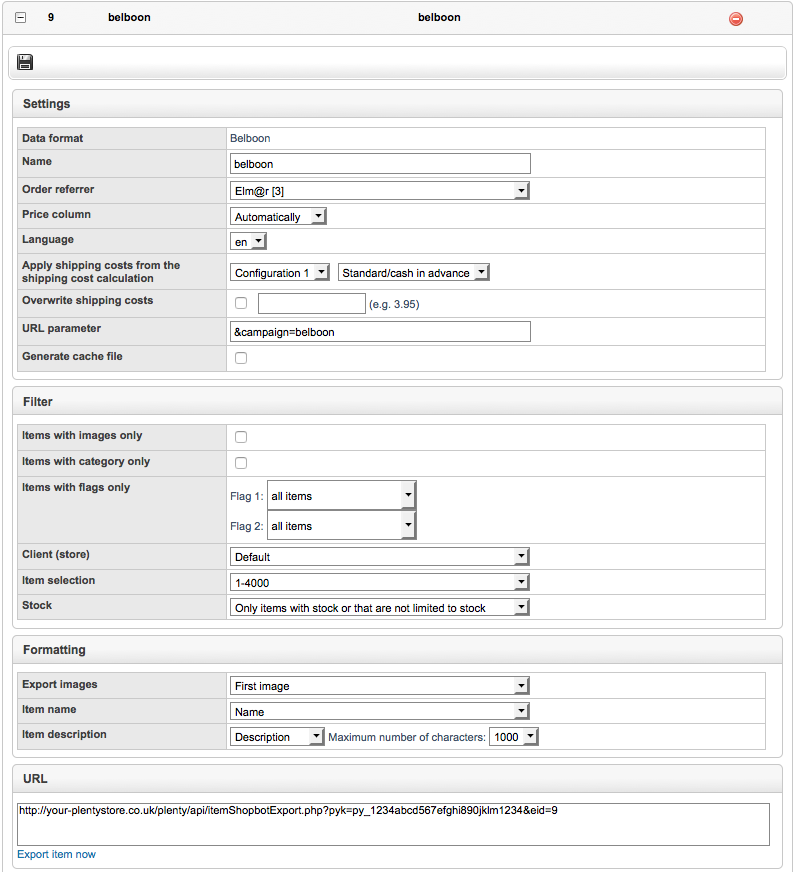 9 belboon belboon
Settings
Data format Belboon
Name belboon
Order referrer Elm@r [3]
Price column Automatically
Language en
Apply shipping costs from the
shipping cost calculation Configuration 1 Standard/cash in advance
Overwrite shipping costs (e.g. 3.95)
URL parameter &campaign=belboon
Generate cache file
Filter
Items with images only
Items with category only
Items with flags only Flag 1: all items
Flag 2: all items
Client (store) Default
Item selection 1-4000
Stock Only items with stock or that are not limited to stock
Formatting
Export images First image
Item name Name
Item description Description Maximum number of characters: 1000
URL
http://your-plentystore.co.uk/plenty/api/itemShopbotExport.php?pyk=py_1234abcd567efghi890jklm1234&eid=9
Export item now